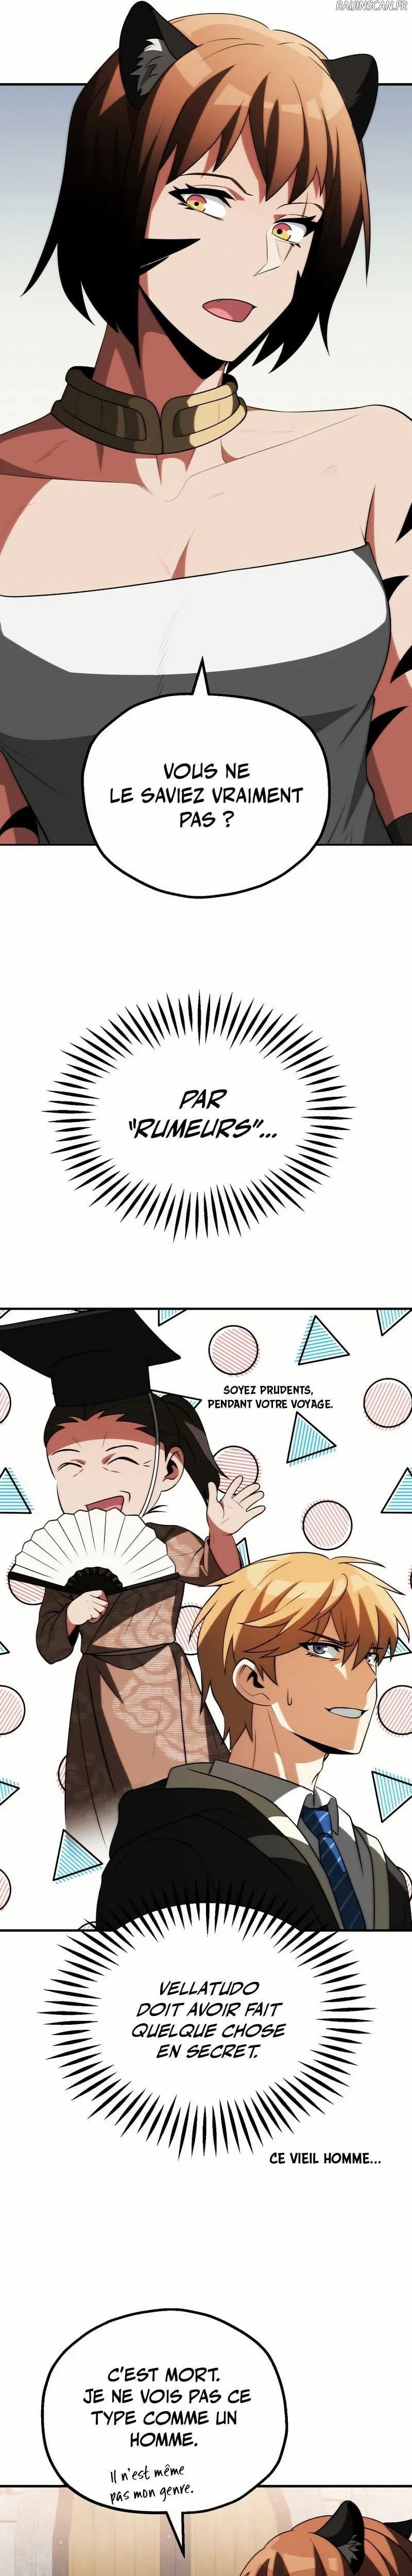 RAIJINSCAN.FR
VOUS NE
LE SAVIEZ VRAIMENT
PAS ?
PAR
"RUMEURS"...
SOYEZ PRUDENTS,
PENDANT VOTRE VOYAGE.
VELLATUDO
DOIT AVOIR FAIT
QUELQUE CHOSE
EN SECRET.
CE VIEIL HOMME...
C'EST MORT.
JE NE VOIS PAS CE
TYPE COMME UN
HOMME.
Il n'est même
pas mon genre.